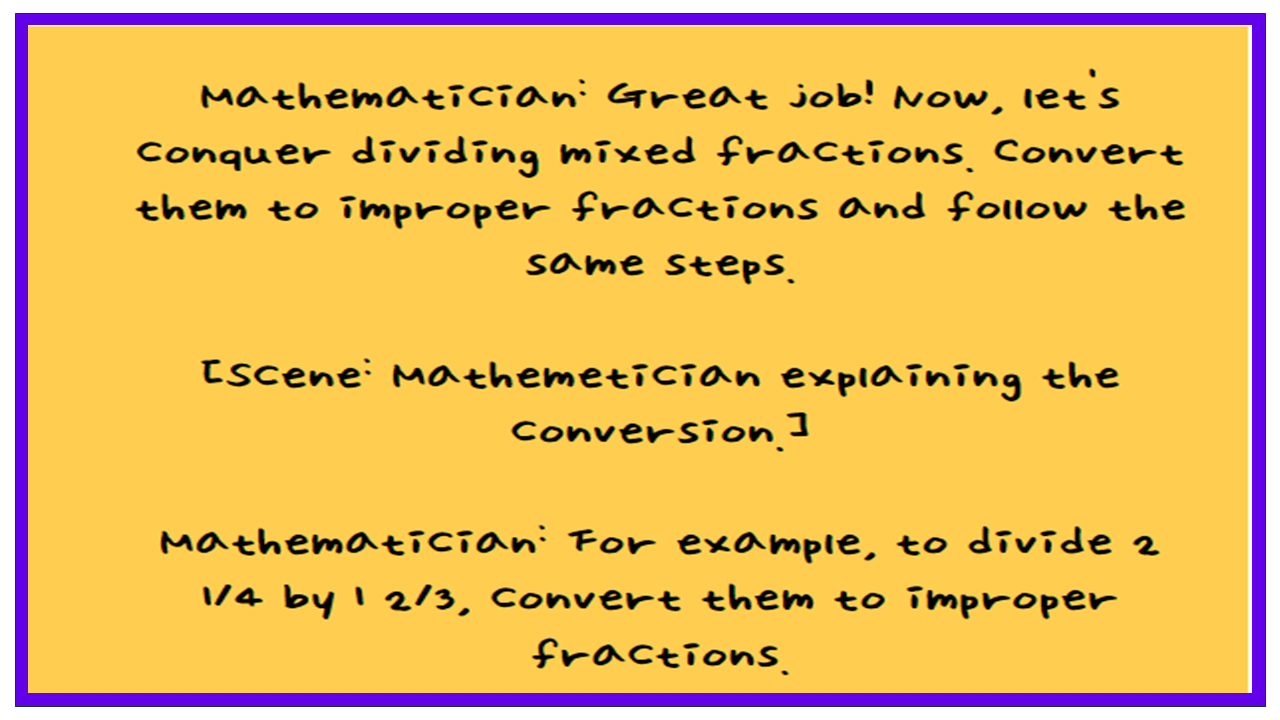 Mathematician: Great job! Now, let's
conquer dividing mixed fractions. Convert
them to improper fractions and follow the
same steps.
[Scene: Mathemetician explaining the
conversion.]
Mathematician: For example, to divide 2
1/4 by 1 2/3, convert them to improper
fractions.